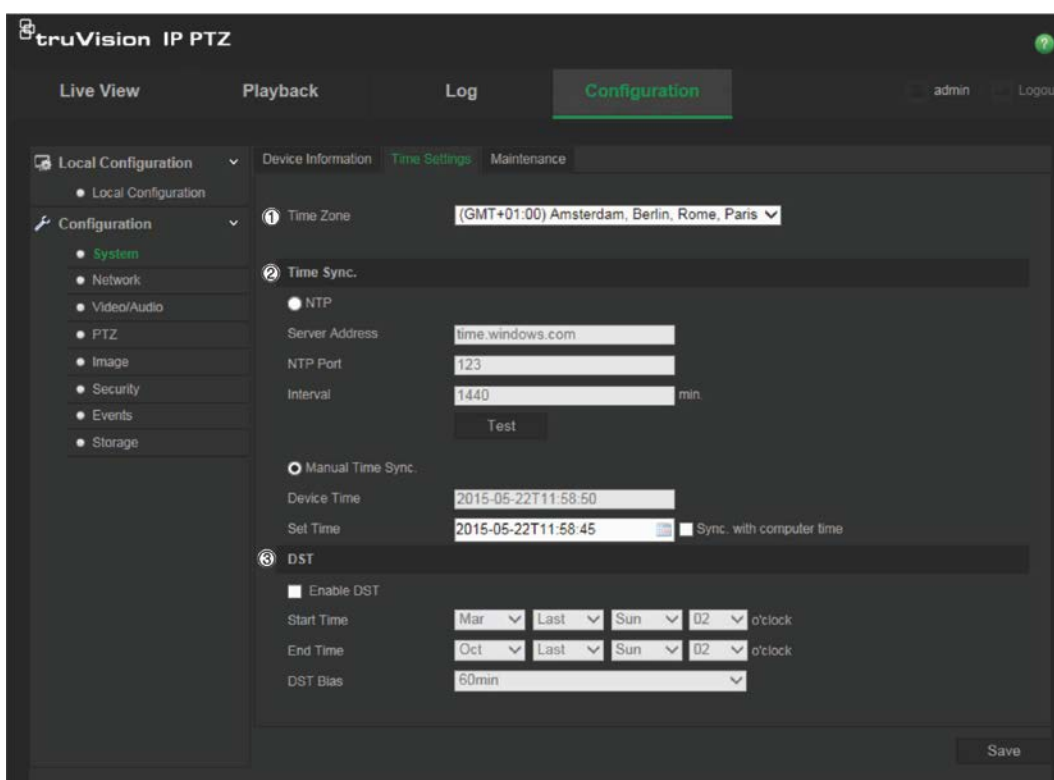 truVision IP PTZ
?
Live View Playback Log Configuration admin Logou
Local Configuration
Local Configuration
Configuration
System
Network
Video/Audio
PTZ
Image
Security
Events
Storage
Device Information Time Settings Maintenance
1 Time Zone (GMT+01:00) Amsterdam, Berlin, Rome, Paris
2 Time Sync.
NTP
Server Address time.windows.com
NTP Port 123
Interval 1440 min.
Test
Manual Time Sync.
Device Time 2015-05-22T11:58:50
Set Time 2015-05-22T11:58:45 Sync. with computer time
3 DST
Enable DST
Start Time Mar Last Sun 02 o'clock
End Time Oct Last Sun 02 o'clock
DST Bias 60min
Save